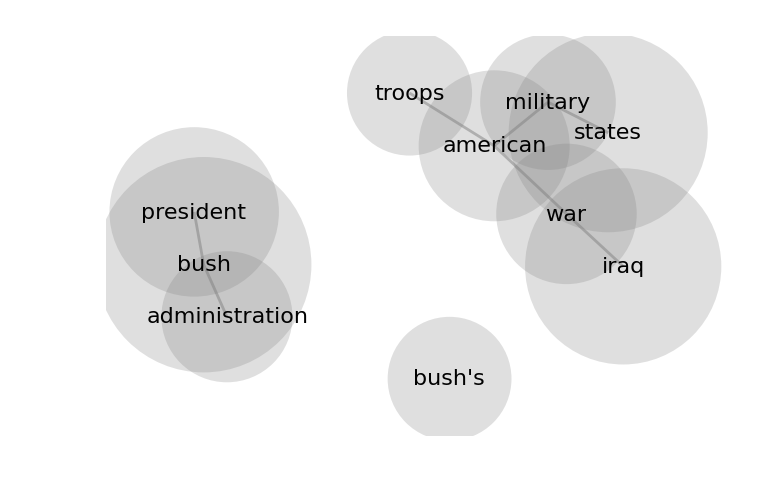 troops
military
states
american
president
war
bush
iraq
administration
bush's